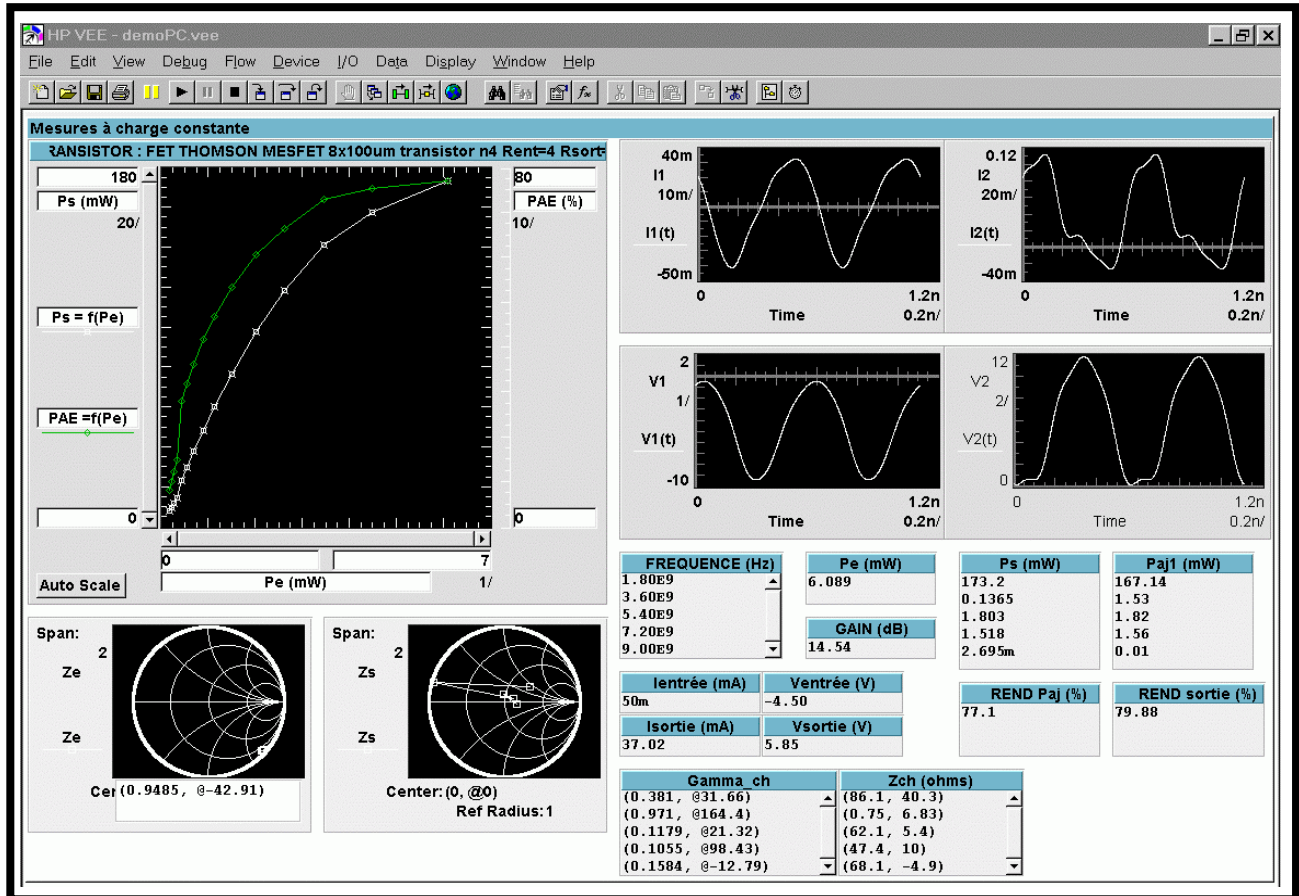 HP VEE - demoPC.vee
File Edit View Debug Flow Device I/O Data Display Window Help
Mesures à charge constante
RANSISTOR : FET THOMSON MESFET 8x100um transistor n4 Rent=4 Rsort=
180
Ps (mW)
20/
Ps = f(Pe)
PAE =f(Pe)
0
80
PAE (%)
10/
0
0 7
Auto Scale
Pe (mW)
1/
40m
I1
10m/
I1(t)
-50m
0 1.2n
Time 0.2n/
0.12
I2
20m/
I2(t)
-40m
0 1.2n
Time 0.2n/
2
V1
1/
V1(t)
-10
0 1.2n
Time 0.2n/
12
V2
2/
V2(t)
0
0 1.2n
Time 0.2n/
Span:
2
Ze
Ze
Cer
(0.9485, @-42.91)
Span:
2
Zs
Zs
Center: (0, @0)
Ref Radius:1
FREQUENCE (Hz)
1.80E9
3.60E9
5.40E9
7.20E9
9.00E9
Pe (mW)
6.089
GAIN (dB)
14.54
Ps (mW)
173.2
0.1365
1.803
1.518
2.695m
Paj1 (mW)
167.14
1.53
1.82
1.56
0.01
Ientrée (mA)
50m
Ventrée (V)
-4.50
Isortie (mA)
37.02
Vsortie (V)
5.85
REND Paj (%)
77.1
REND sortie (%)
79.88
Gamma_ch
(0.381, @31.66)
(0.971, @164.4)
(0.1179, @21.32)
(0.1055, @98.43)
(0.1584, @-12.79)
Zch (ohms)
(86.1, 40.3)
(0.75, 6.83)
(62.1, 5.4)
(47.4, 10)
(68.1, -4.9)